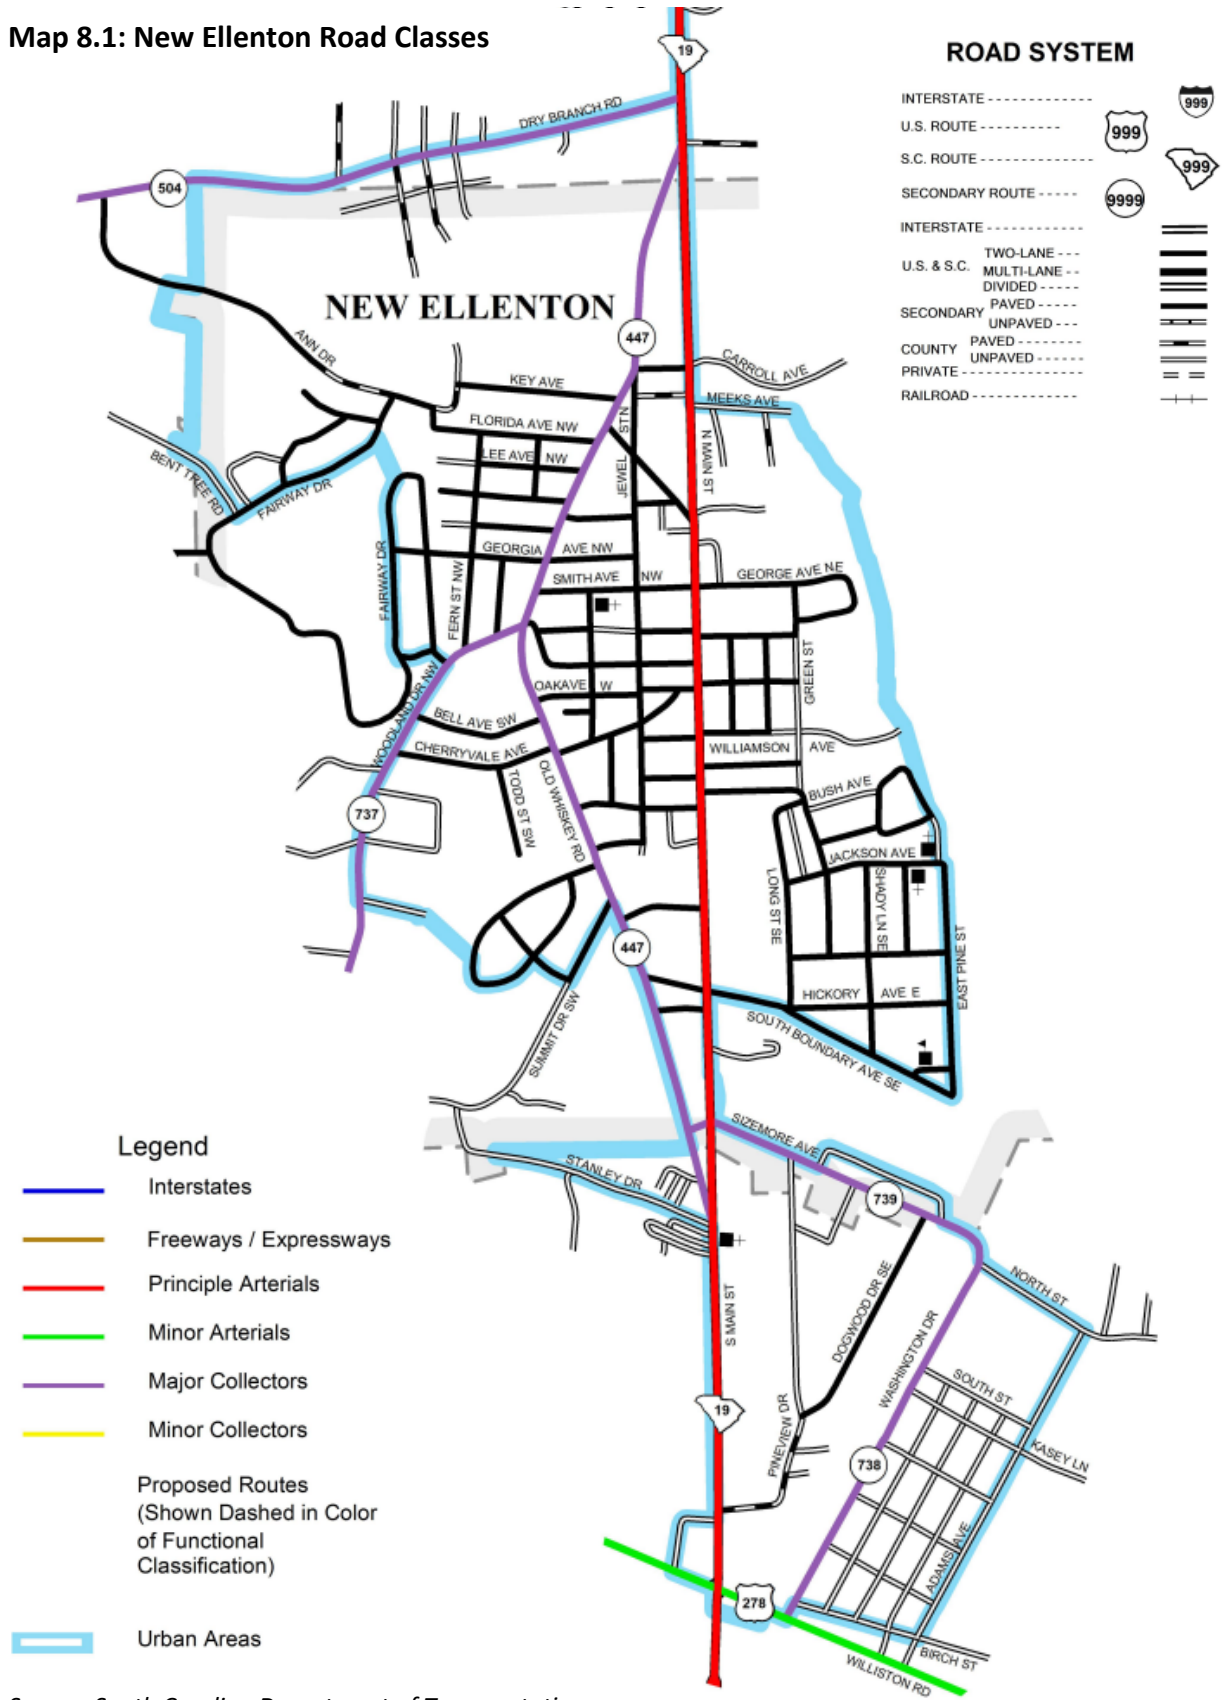 Map 8.1: New Ellenton Road Classes
ROAD SYSTEM
INTERSTATE
999
U.S. ROUTE
999
S.C. ROUTE
999
SECONDARY ROUTE
9999
INTERSTATE
U.S. & S.C.
TWO-LANE
MULTI-LANE
DIVIDED
SECONDARY
PAVED
UNPAVED
COUNTY
PAVED
UNPAVED
PRIVATE
RAILROAD
19
DRY BRANCH RD
504
NEW ELLENTON
447
ANN DR
KEY AVE
CARROLL AVE
MEEKS AVE
FLORIDA AVE NW
JEWEL ST N
N MAIN ST
LEE AVE NW
BENT TREE RD
FAIRWAY DR
GEORGIA AVE NW
SMITH AVE NW
GEORGE AVE NE
FAIRWAY DR
FERN ST NW
GREEN ST
OAKAVE W
WOODLAND DR NW
BELL AVE SW
CHERRYVALE AVE
WILLIAMSON AVE
TODD ST SW
OLD WHISKEY RD
BUSH AVE
737
JACKSON AVE
LONG ST SE
SHADY LN SE
EAST PINE ST
447
HICKORY AVE E
SOUTH BOUNDARY AVE SE
SUMMIT DR SW
SIZEMORE AVE
STANLEY DR
739
S MAIN ST
DOGWOOD DR SE
NORTH ST
WASHINGTON DR
SOUTH ST
19
PINEVIEW DR
KASEY LN
738
ADAMS AVE
278
BIRCH ST
WILLISTON RD
Legend
Interstates
Freeways / Expressways
Principle Arterials
Minor Arterials
Major Collectors
Minor Collectors
Proposed Routes
(Shown Dashed in Color
of Functional
Classification)
Urban Areas
Source: South Carolina Department of Transportation